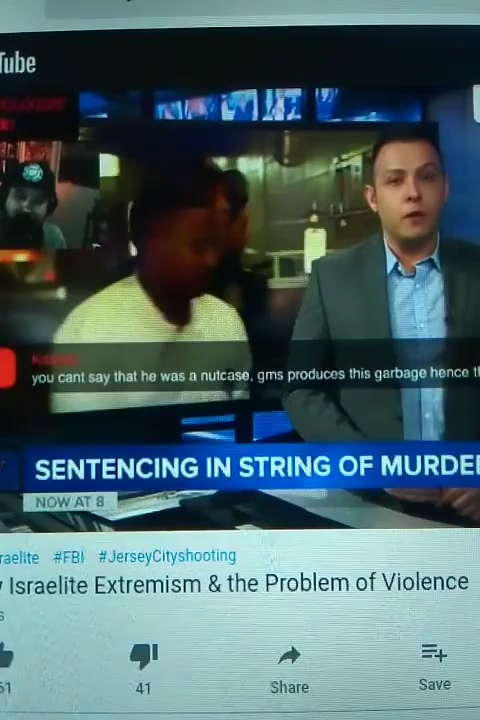 Tube
you cant say that he was a nutcase, gms produces this garbage hence t
SENTENCING IN STRING OF MURDE
NOW AT 8
raelite #FBI #JerseyCityshooting
Israelite Extremism & the Problem of Violence
51 41 Share Save